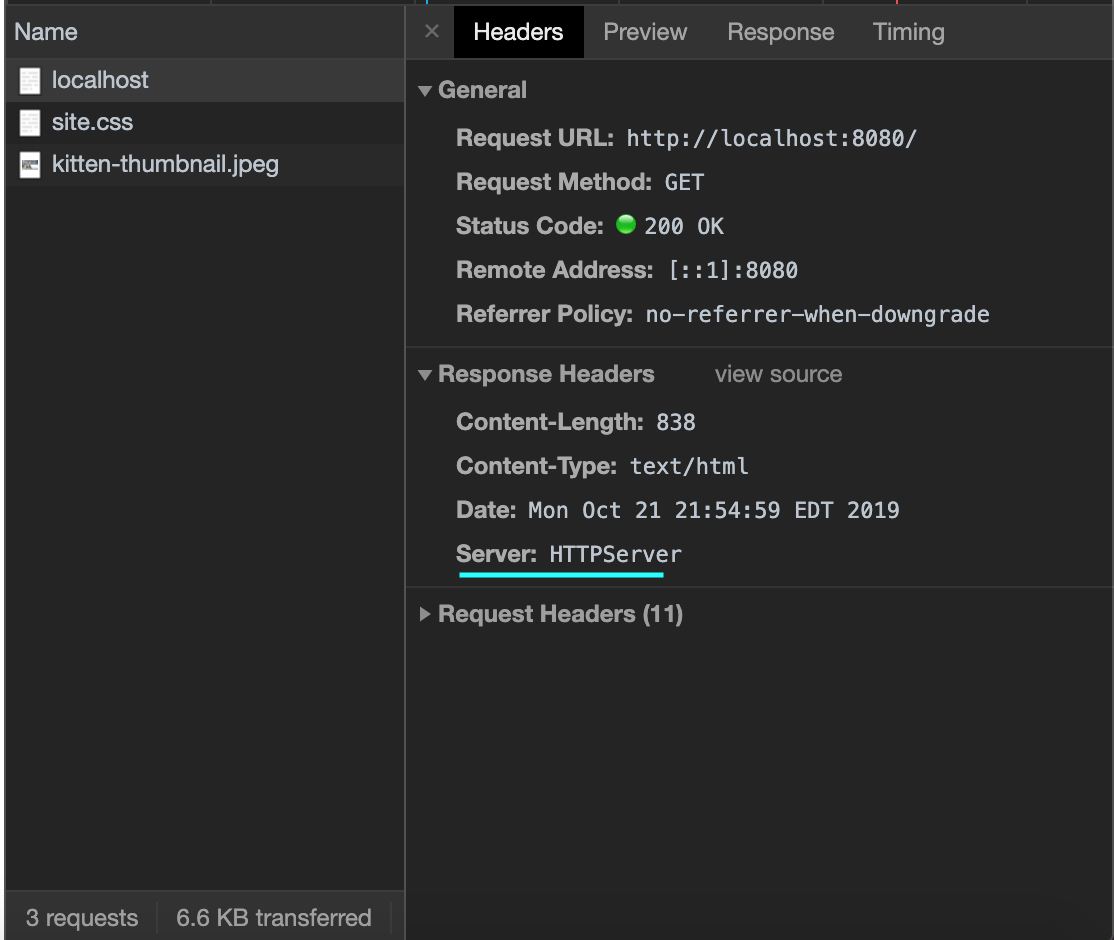 Name
localhost
site.css
kitten-thumbnail.jpeg
3 requests
6.6 KB transferred
× Headers Preview Response Timing
General
Request URL: http://localhost:8080/
Request Method: GET
Status Code: 200 OK
Remote Address: [::1]:8080
Referrer Policy: no-referrer-when-downgrade
Response Headers view source
Content-Length: 838
Content-Type: text/html
Date: Mon Oct 21 21:54:59 EDT 2019
Server: HTTPServer
Request Headers (11)